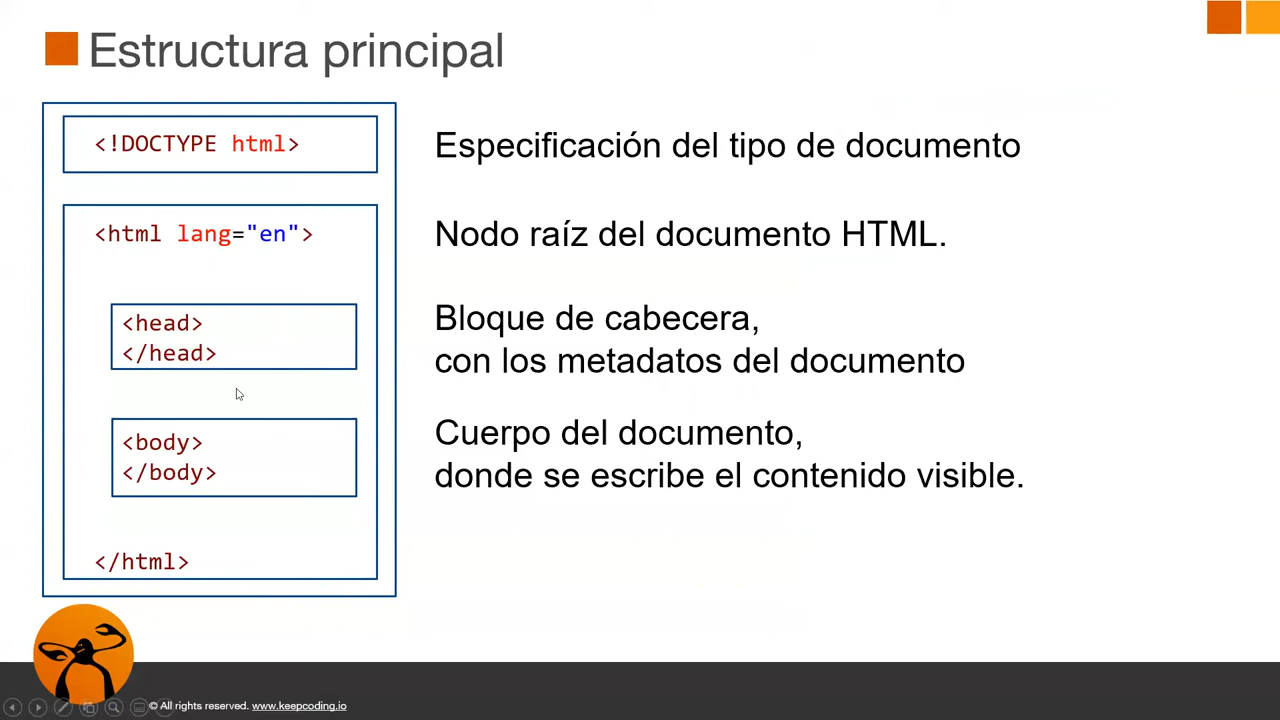 Estructura principal
<!DOCTYPE html>
Especificación del tipo de documento
<html lang="en">
Nodo raíz del documento HTML.
<head>
</head>
Bloque de cabecera,
con los metadatos del documento
<body>
</body>
Cuerpo del documento,
donde se escribe el contenido visible.
</html>
© All rights reserved. www.keepcoding.io